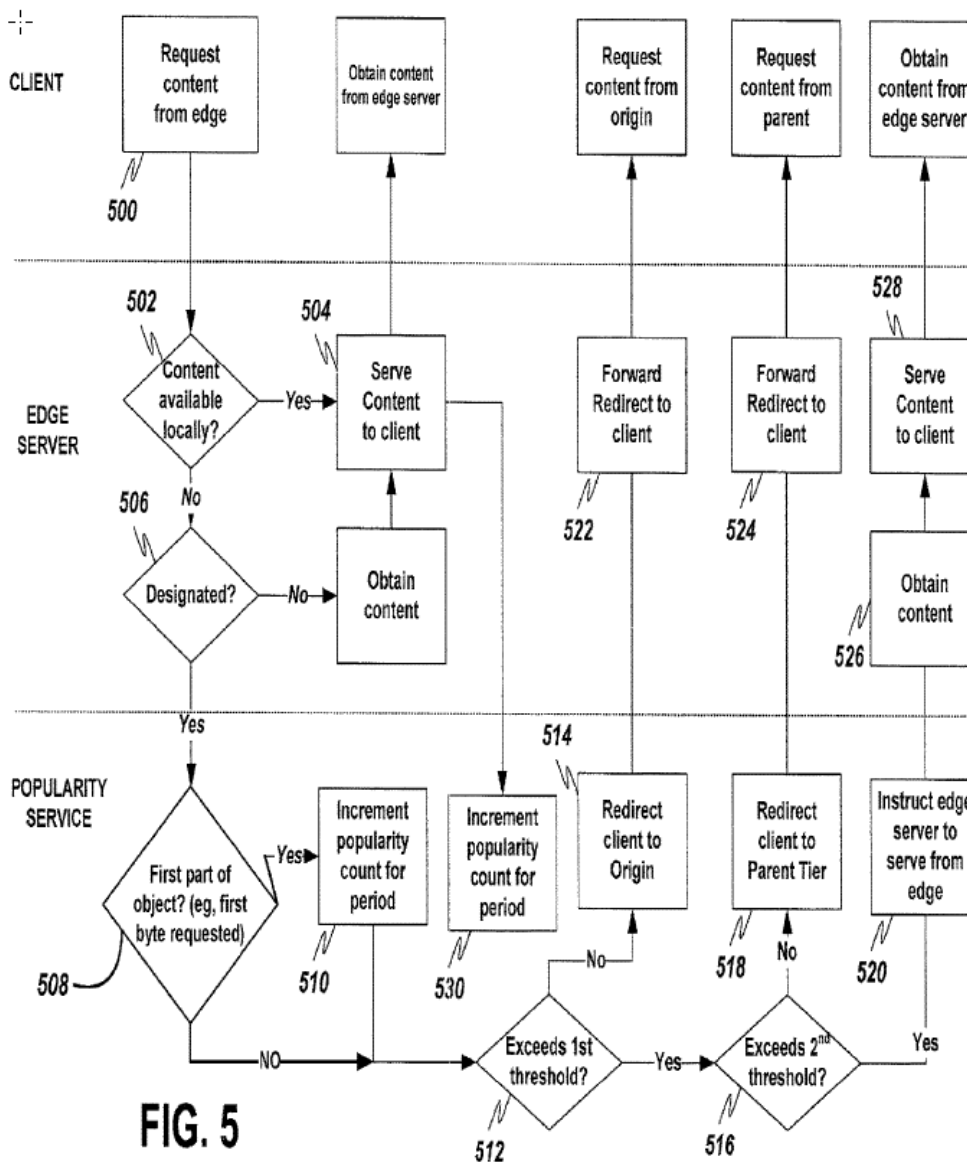 CLIENT
Request
content
from edge
500
Obtain content
from edge server
Request
content from
origin
Request
content from
parent
Obtain
content from
edge server
EDGE
SERVER
502
Content
available
locally?
Yes
504
Serve
Content
to client
No
506
Designated?
No
Obtain
content
Forward
Redirect to
client
522
Forward
Redirect to
client
524
528
Serve
Content
to client
Obtain
content
526
Yes
POPULARITY
SERVICE
First part of
object? (eg, first
byte requested)
508
Yes
Increment
popularity
count for
period
510
Increment
popularity
count for
period
530
514
Redirect
client to
Origin
Redirect
client to
Parent Tier
518
Instruct edge
server to
serve from
edge
520
No
No
NO
Exceeds 1st
threshold?
512
Yes
Exceeds 2nd
threshold?
516
Yes
FIG. 5